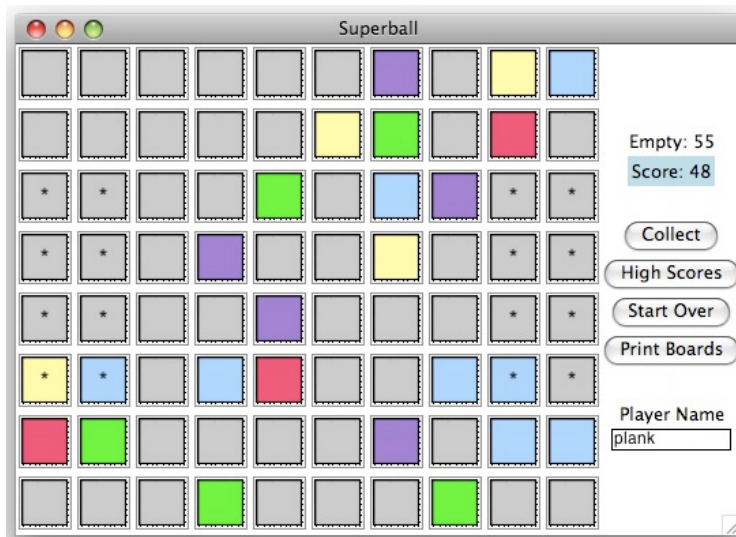 Superball
Empty: 55
Score: 48
* * * *
* * * *
* * * *
* * * *
Collect
High Scores
Start Over
Print Boards
Player Name
plank